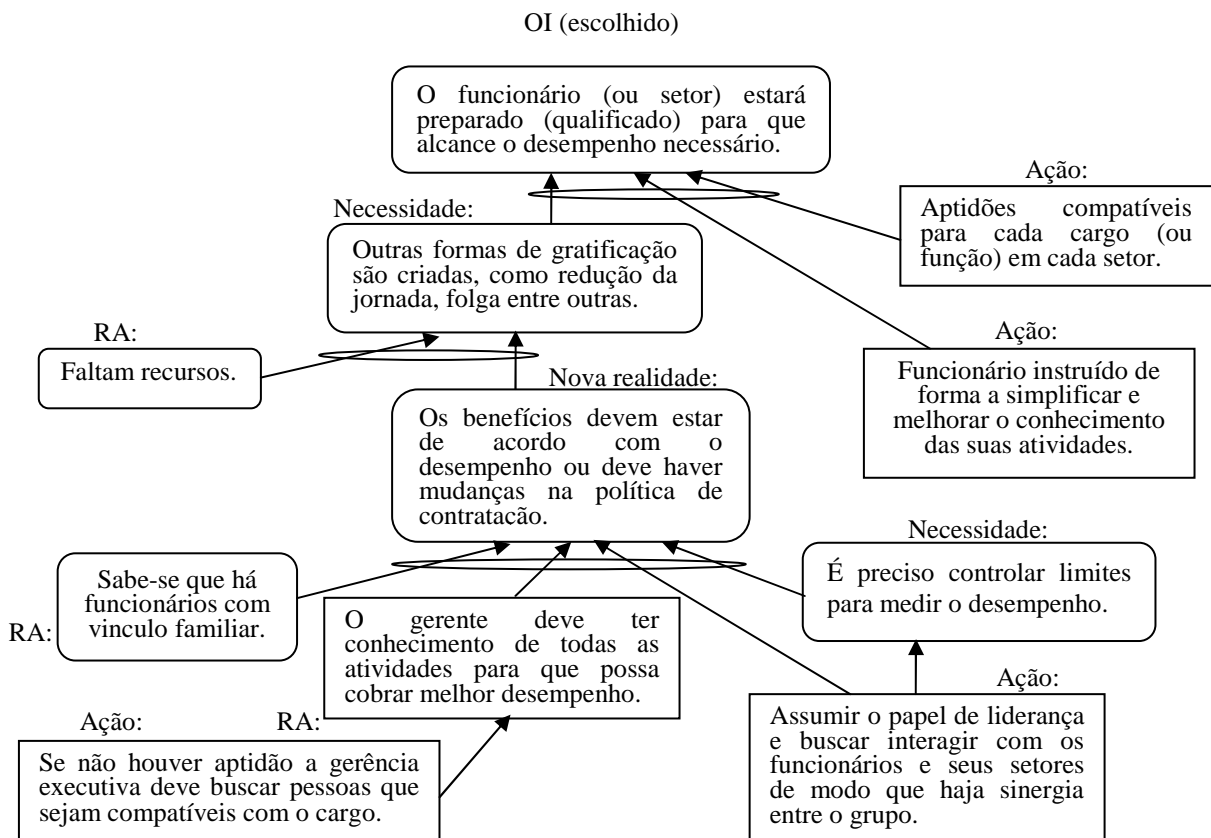 OI (escolhido)
O funcionário (ou setor) estará
preparado (qualificado) para que
alcance o desempenho necessário.
Ação:
Aptidões compatíveis
para cada cargo (ou
função) em cada setor.
Necessidade:
Outras formas de gratificação
são criadas, como redução da
jornada, folga entre outras.
RA:
Faltam recursos.
Ação:
Funcionário instruído de
forma a simplificar e
melhorar o conhecimento
das suas atividades.
Nova realidade:
Os benefícios devem estar
de acordo com o
desempenho ou deve haver
mudanças na política de
contratacão.
Necessidade:
É preciso controlar limites
para medir o desempenho.
RA:
Sabe-se que há
funcionários com
vinculo familiar.
RA:
O gerente deve ter
conhecimento de todas as
atividades para que possa
cobrar melhor desempenho.
Ação:
Assumir o papel de liderança
e buscar interagir com os
funcionários e seus setores
de modo que haja sinergia
entre o grupo.
Ação:
Se não houver aptidão a gerência
executiva deve buscar pessoas que
sejam compatíveis com o cargo.